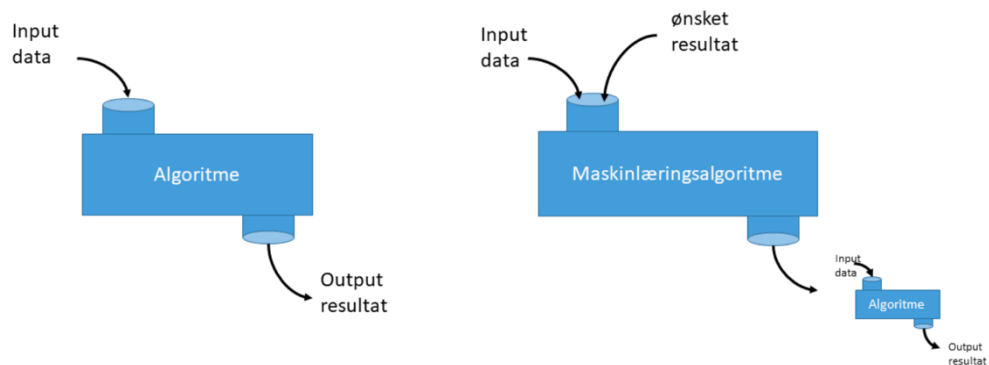 Input
data
Algoritme
Output
resultat
Input
data
ønsket
resultat
Maskinlæringsalgoritme
Input
data
Algoritme
Output
resultat